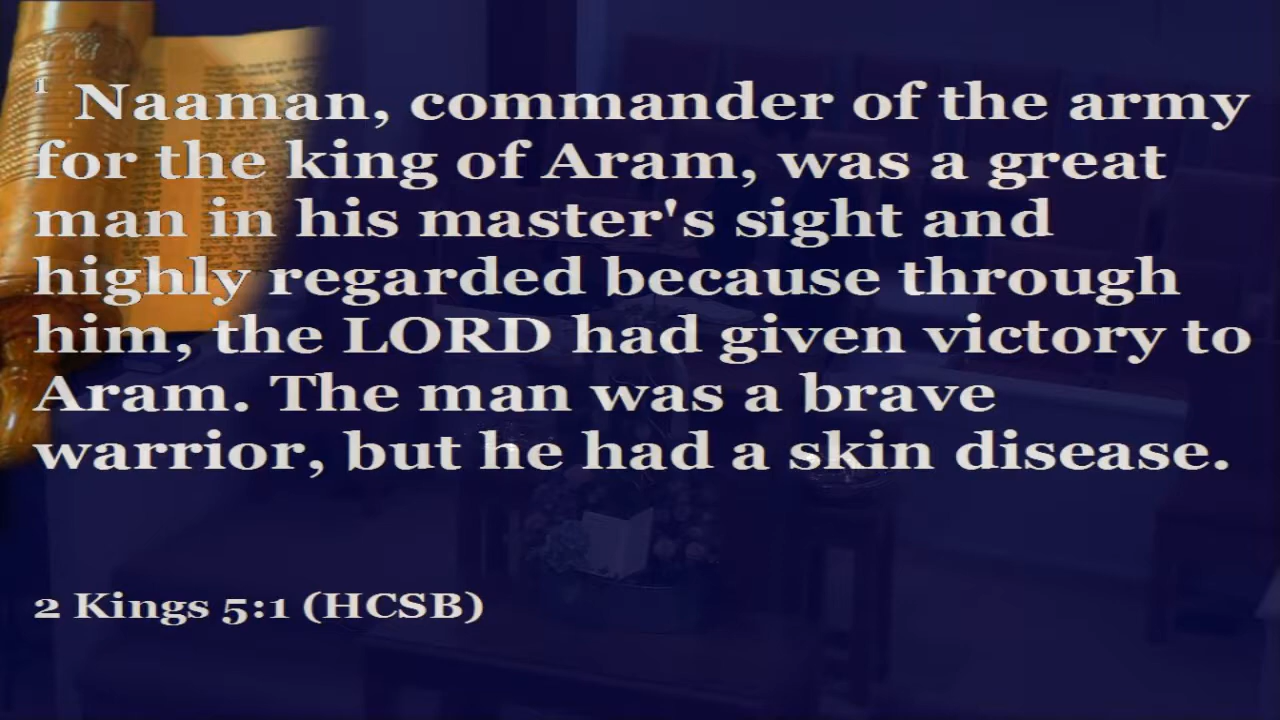 1 Naaman, commander of the army
for the king of Aram, was a great
man in his master's sight and
highly regarded because through
him, the LORD had given victory to
Aram. The man was a brave
warrior, but he had a skin disease.
2 Kings 5:1 (HCSB)